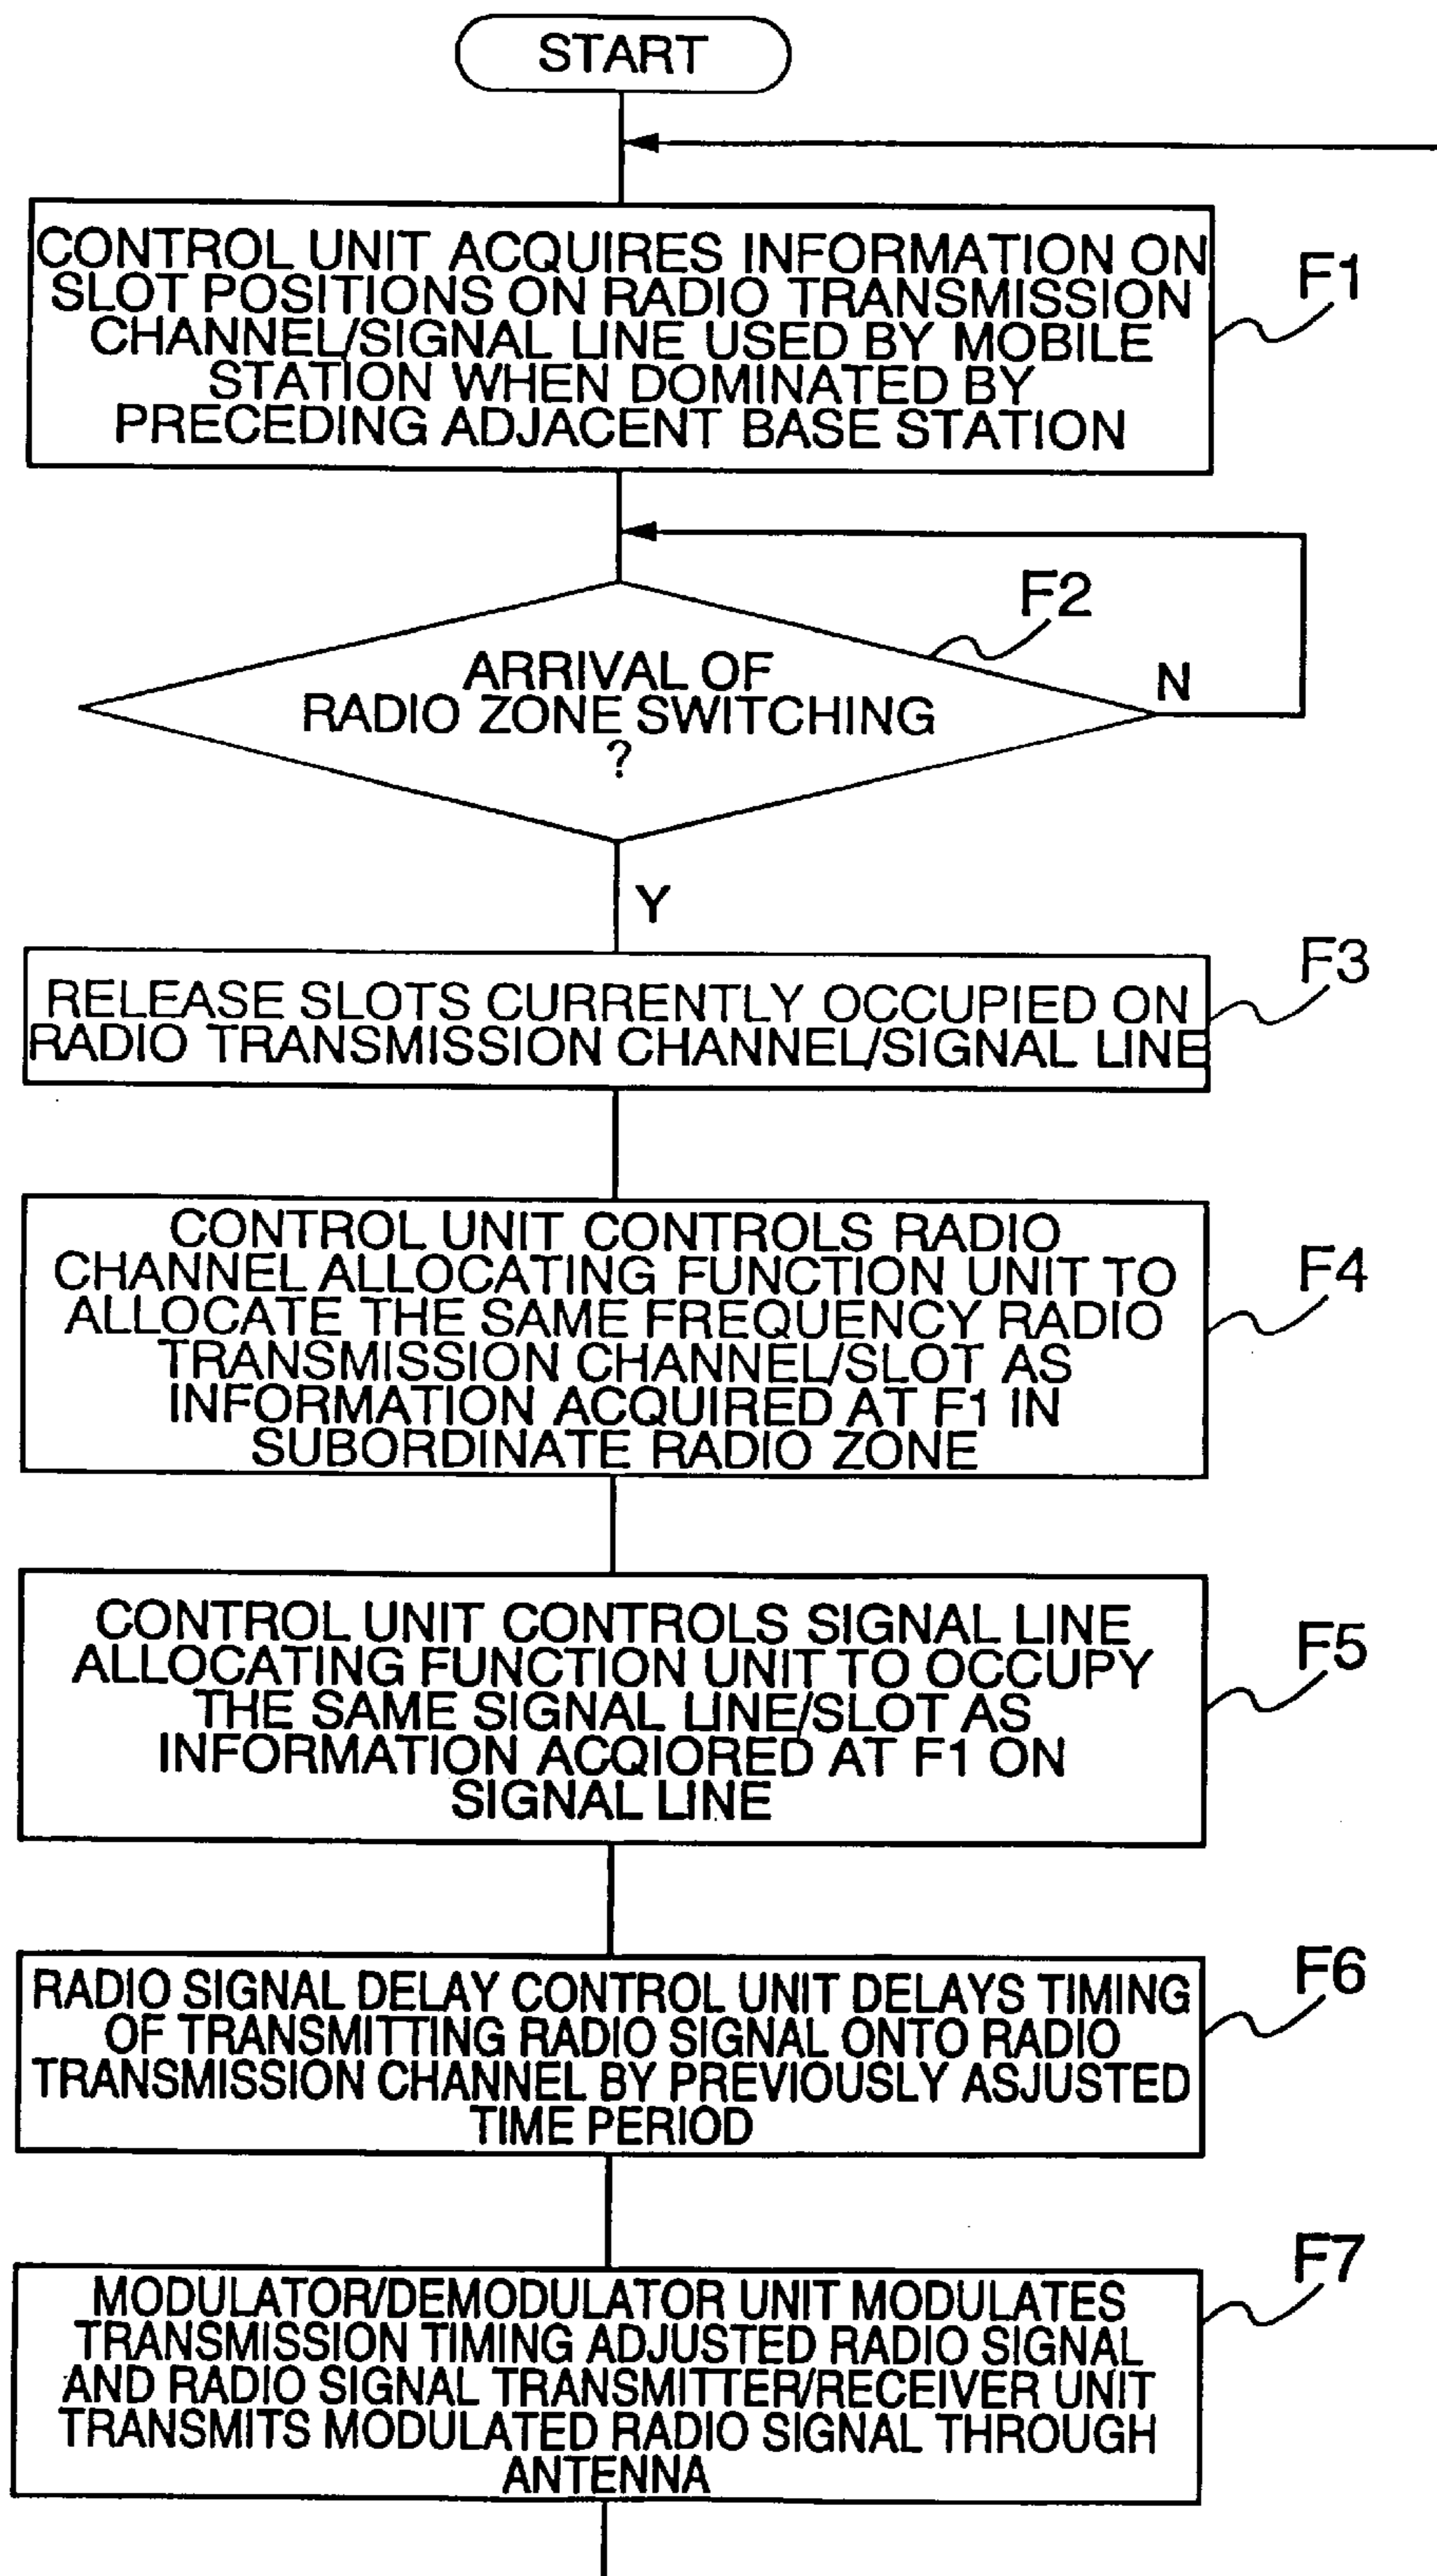 START
CONTROL UNIT ACQUIRES INFORMATION ON
SLOT POSITIONS ON RADIO TRANSMISSION
CHANNEL/SIGNAL LINE USED BY MOBILE
STATION WHEN DOMINATED BY
PRECEDING ADJACENT BASE STATION
F1
ARRIVAL OF
RADIO ZONE SWITCHING
?
F2
N
Y
RELEASE SLOTS CURRENTLY OCCUPIED ON
RADIO TRANSMISSION CHANNEL/SIGNAL LINE
F3
CONTROL UNIT CONTROLS RADIO
CHANNEL ALLOCATING FUNCTION UNIT TO
ALLOCATE THE SAME FREQUENCY RADIO
TRANSMISSION CHANNEL/SLOT AS
INFORMATION ACQUIRED AT F1 IN
SUBORDINATE RADIO ZONE
F4
CONTROL UNIT CONTROLS SIGNAL LINE
ALLOCATING FUNCTION UNIT TO OCCUPY
THE SAME SIGNAL LINE/SLOT AS
INFORMATION ACQIORED AT F1 ON
SIGNAL LINE
F5
RADIO SIGNAL DELAY CONTROL UNIT DELAYS TIMING
OF TRANSMITTING RADIO SIGNAL ONTO RADIO
TRANSMISSION CHANNEL BY PREVIOUSLY ASJUSTED
TIME PERIOD
F6
MODULATOR/DEMODULATOR UNIT MODULATES
TRANSMISSION TIMING ADJUSTED RADIO SIGNAL
AND RADIO SIGNAL TRANSMITTER/RECEIVER UNIT
TRANSMITS MODULATED RADIO SIGNAL THROUGH
ANTENNA
F7